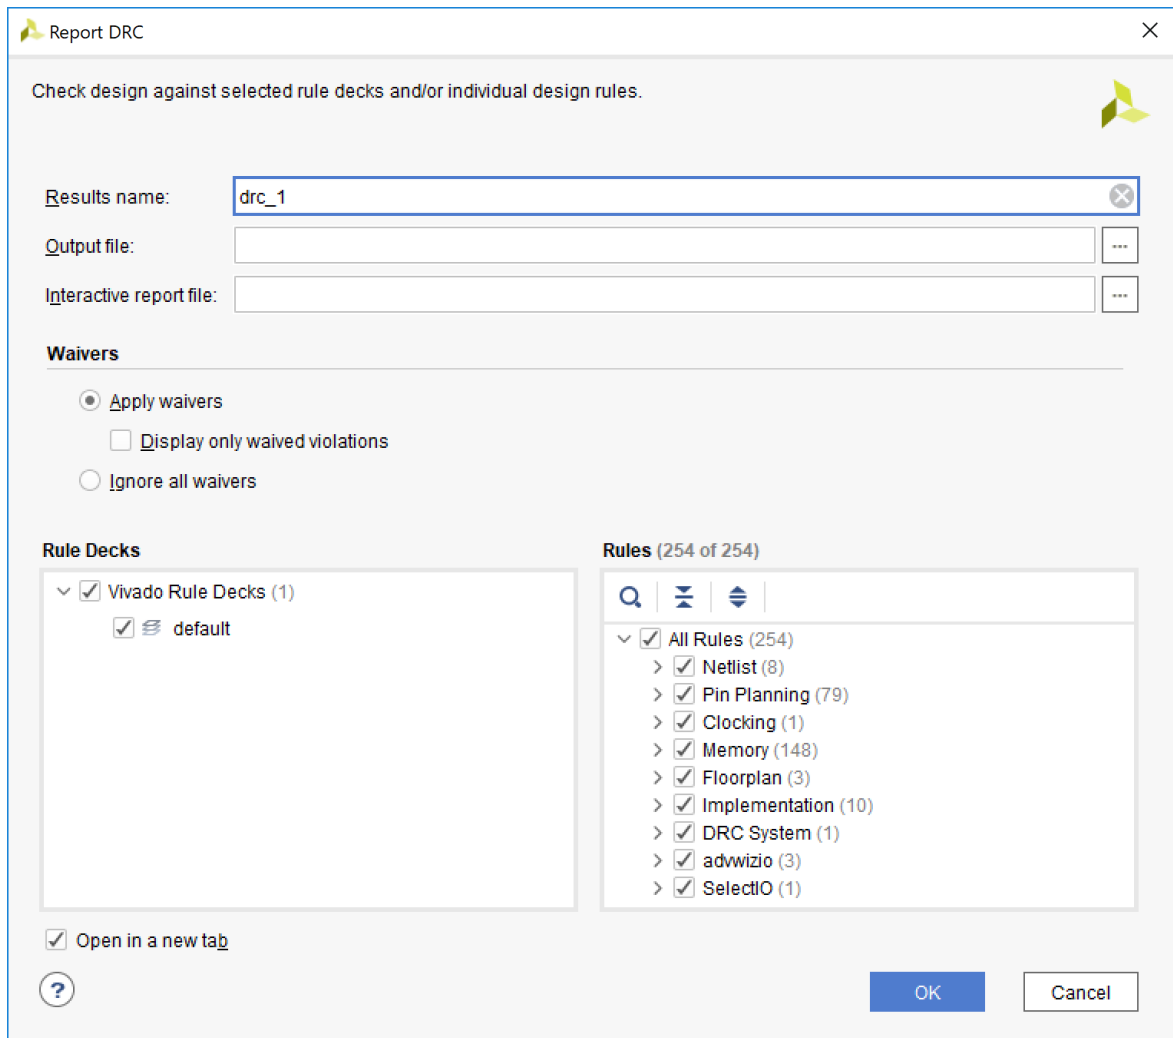 Report DRC
Check design against selected rule decks and/or individual design rules.
Results name: drc_1
Output file: ...
Interactive report file: ...
Waivers
Apply waivers
Display only waived violations
Ignore all waivers
Rule Decks
Vivado Rule Decks (1)
default
Rules (254 of 254)
All Rules (254)
Netlist (8)
Pin Planning (79)
Clocking (1)
Memory (148)
Floorplan (3)
Implementation (10)
DRC System (1)
advwizio (3)
SelectIO (1)
Open in a new tab
? OK Cancel